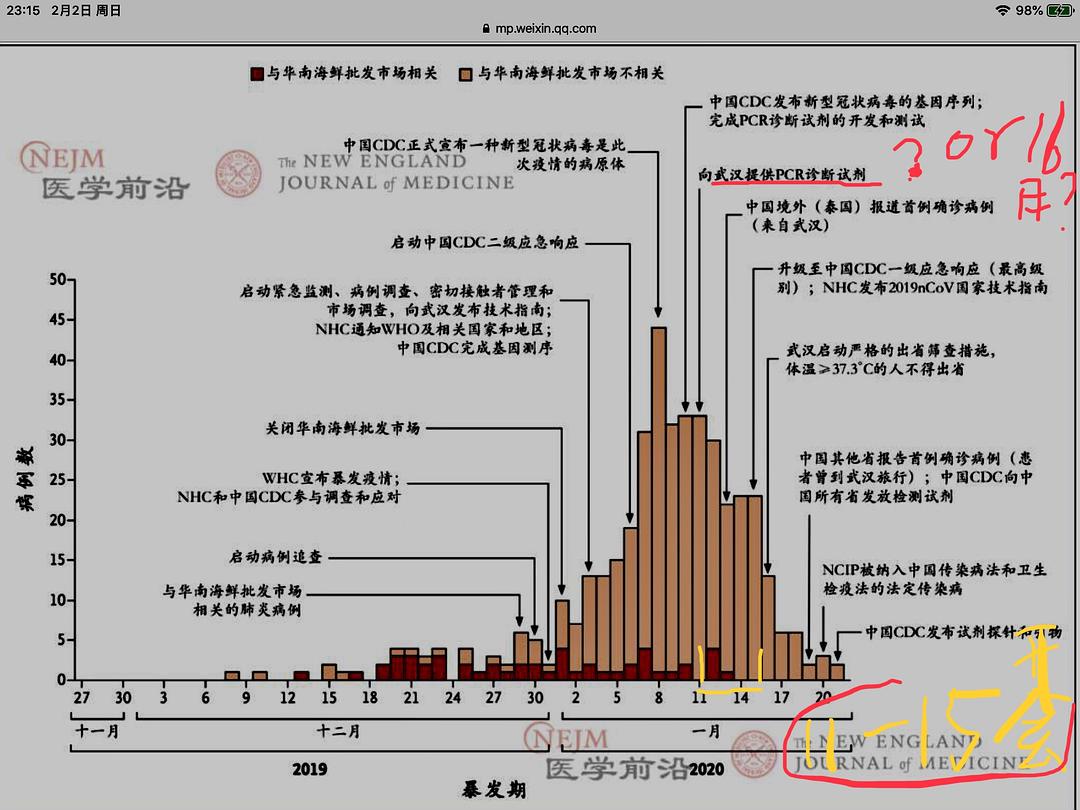 23:15 2月2日 周日
98%
mp.weixin.qq.com
与华南海鲜批发市场相关
与华南海鲜批发市场不相关
中国CDC发布新型冠状病毒的基因序列；
完成PCR诊断试剂的开发和测试
? or 16
月?
NEJM
医学前沿
The NEW ENGLAND
JOURNAL of MEDICINE
中国CDC正式宣布一种新型冠状病毒是此
次疫情的病原体
向武汉提供PCR诊断试剂
中国境外（泰国）报道首例确诊病例
（来自武汉）
启动中国CDC二级应急响应
升级至中国CDC一级应急响应（最高级
别）；NHC发布2019nCoV国家技术指南
启动紧急监测、病例调查、密切接触者管理和
市场调查，向武汉发布技术指南；
NHC通知WHO及相关国家和地区；
中国CDC完成基因测序
武汉启动严格的出省筛查措施，
体温≥37.3°C的人不得出省
关闭华南海鲜批发市场
中国其他省报告首例确诊病例（患
者曾到武汉旅行）；中国CDC向中
国所有省发放检测试剂
WHC宣布暴发疫情；
NHC和中国CDC参与调查和应对
启动病例追查
NCIP被纳入中国传染病法和卫生
检疫法的法定传染病
与华南海鲜批发市场
相关的肺炎病例
中国CDC发布试剂探针和引物
病例数
50
45
40
35
30
25
20
15
10
5
0
27 30 3 6 9 12 15 18 21 24 27 30 2 5 8 11 14 17 20
十一月 十二月 一月
11-15开会
NEJM
医学前沿
The NEW ENGLAND
JOURNAL of MEDICINE
2019 2020
暴发期